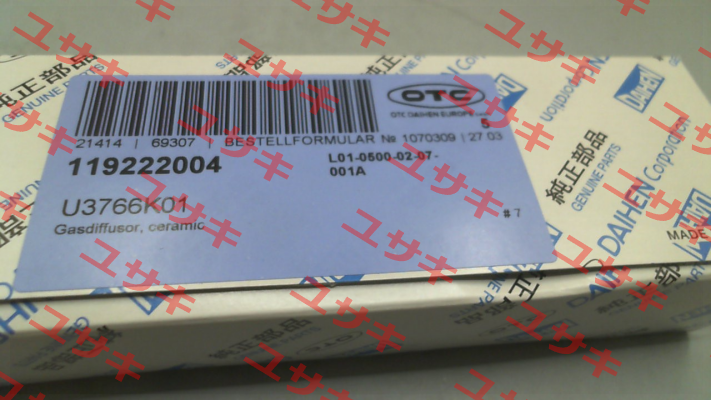 OTC
OTC DAIHEN EUROPE
5
21414 | 69307 | BESTELLFORMULAR № 1070309 | 27.03
119222004
L01-0500-02-07-
001A
U3766K01
Gasdiffusor, ceramic
# 7
純正部品
GENUINE PARTS
DAIHEN
DAIHEN Corporation
MADE
ユサキ